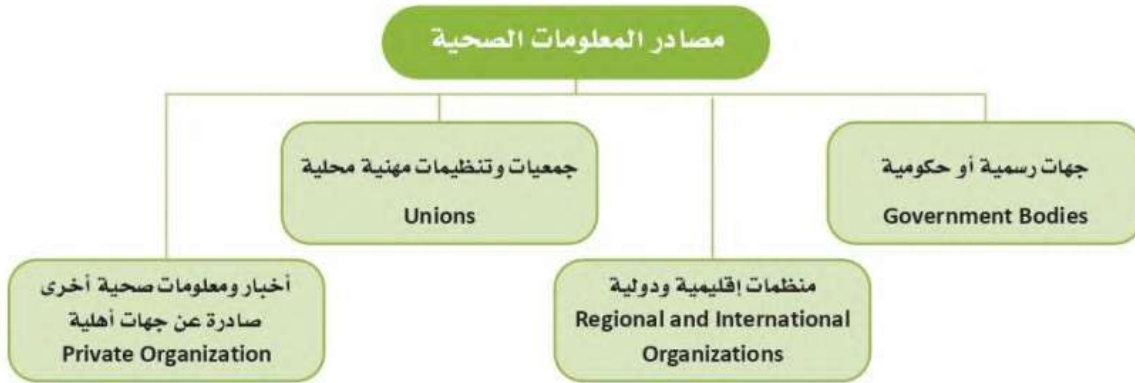 مصادر المعلومات الصحية
جهات رسمية أو حكومية
Government Bodies
منظمات إقليمية ودولية
Regional and International
Organizations
جمعيات وتنظيمات مهنية محلية
Unions
أخبار ومعلومات صحية أخرى
صادرة عن جهات أهلية
Private Organization